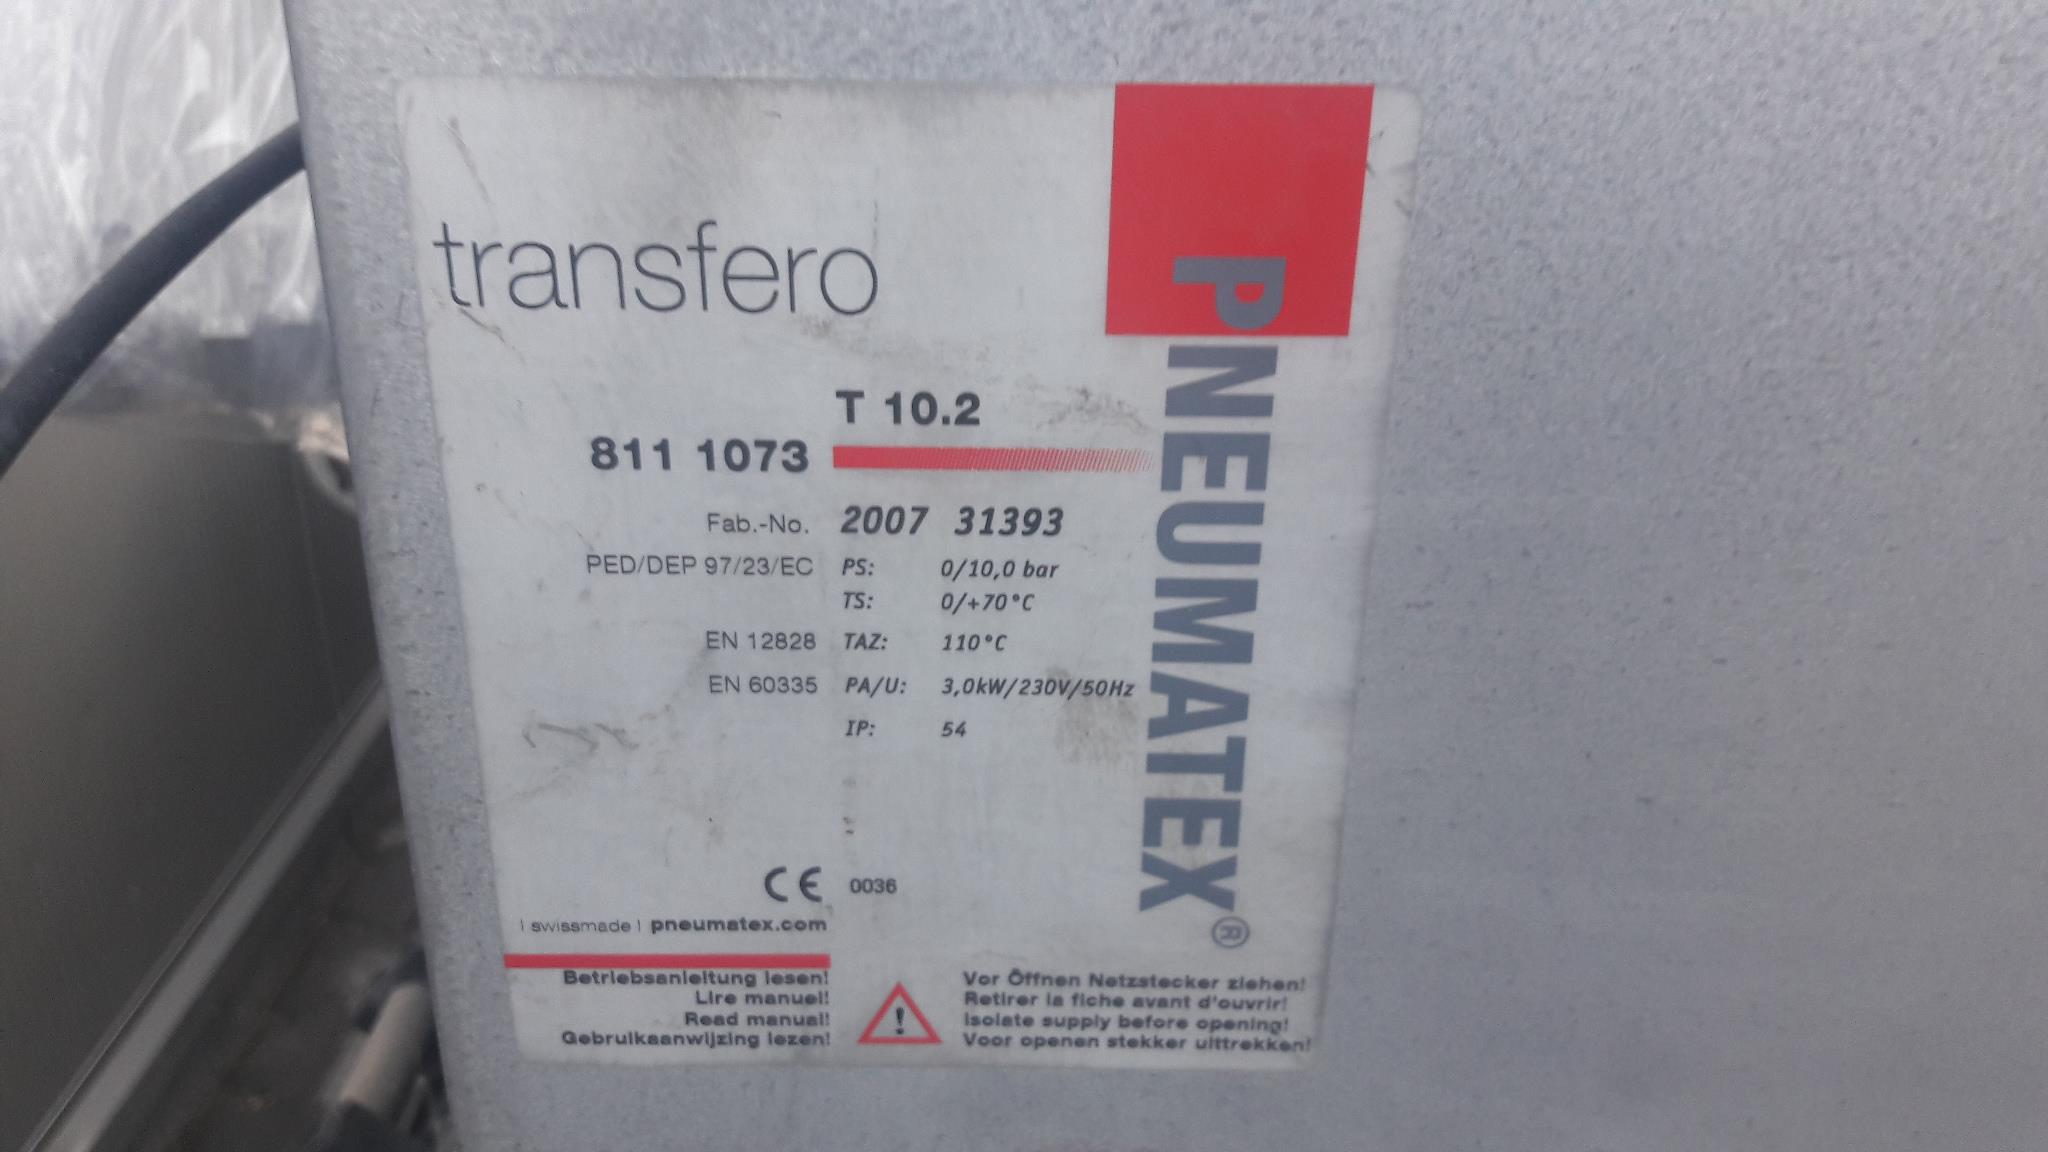 transfero
PNEUMATEX®
T 10.2
811 1073
Fab.-No. 2007 31393
PED/DEP 97/23/EC PS: 0/10,0 bar
TS: 0/+70°C
EN 12828 TAZ: 110°C
EN 60335 PA/U: 3,0kW/230V/50Hz
IP: 54
CE 0036
| swissmade | pneumatex.com
Betriebsanleitung lesen!
Lire manuel!
Read manual!
Gebruikaanwijzing lezen!
!
Vor Öffnen Netzstecker ziehen!
Retirer la fiche avant d'ouvrir!
Isolate supply before opening!
Voor openen stekker uittrekken!